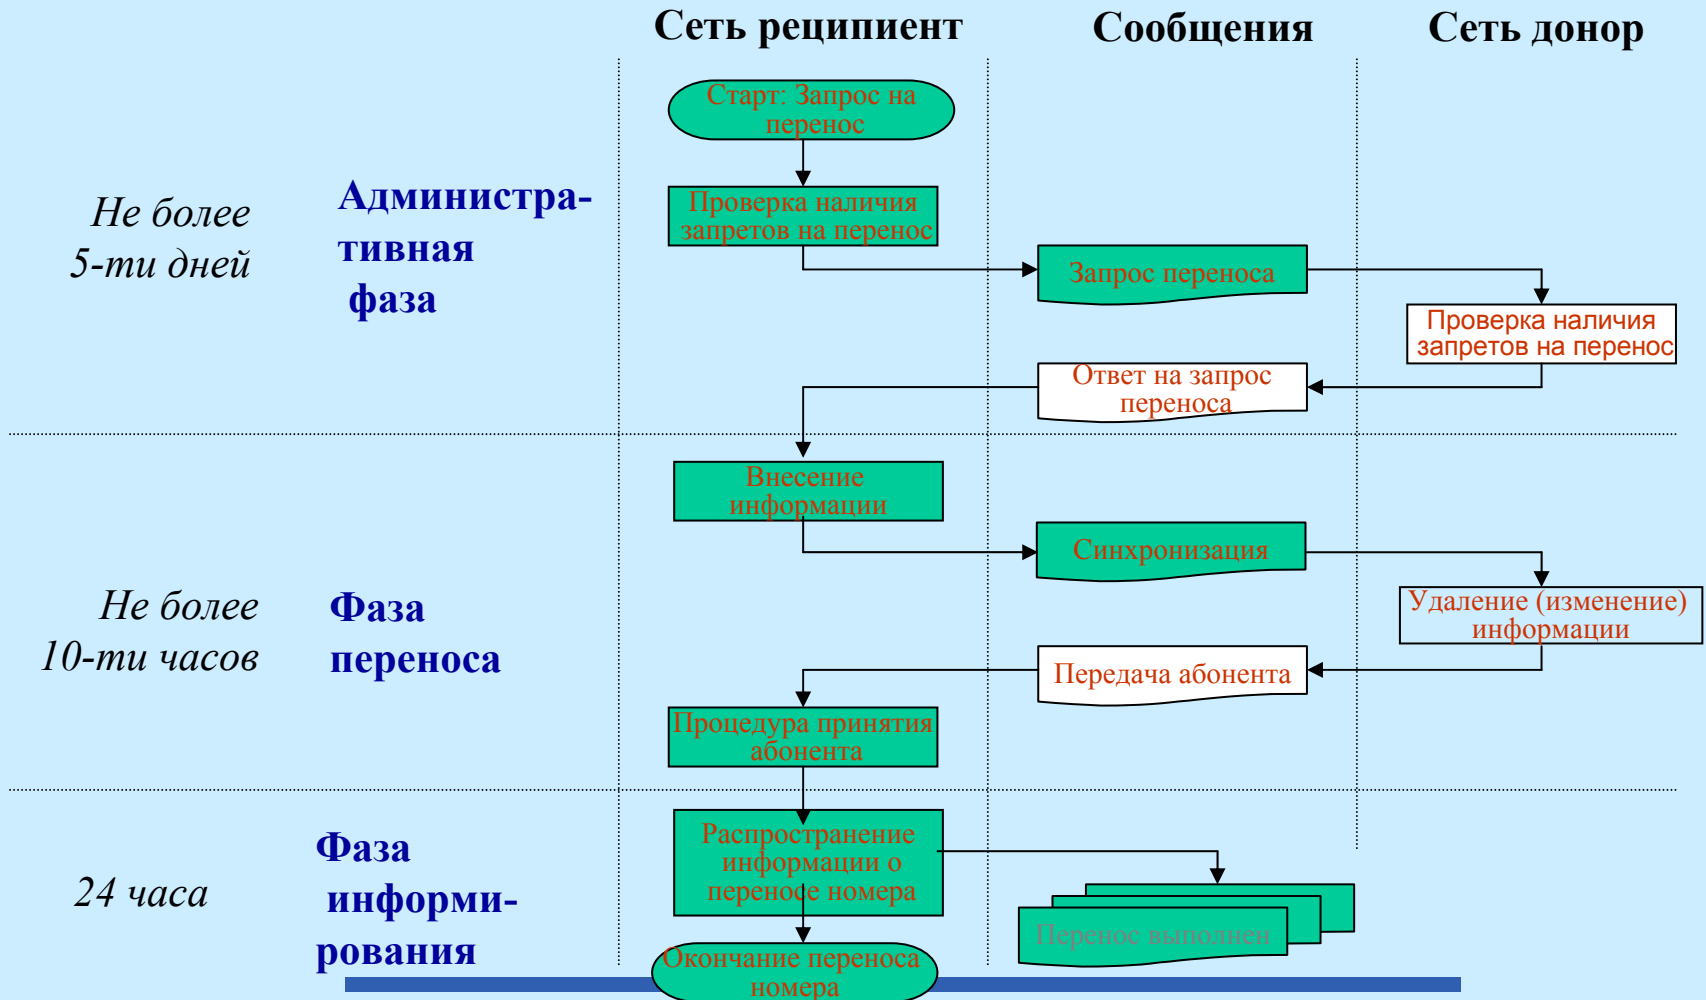 Сеть реципиент
Сообщения
Сеть донор
Старт: Запрос на
перенос
Не более
5-ти дней
Администра-
тивная
фаза
Проверка наличия
запретов на перенос
Запрос переноса
Проверка наличия
запретов на перенос
Ответ на запрос
переноса
Внесение
информации
Синхронизация
Не более
10-ти часов
Фаза
переноса
Удаление (изменение)
информации
Передача абонента
Процедура принятия
абонента
24 часа
Фаза
информи-
рования
Распространение
информации о
переносе номера
Перенос выполнен
Окончание переноса
номера